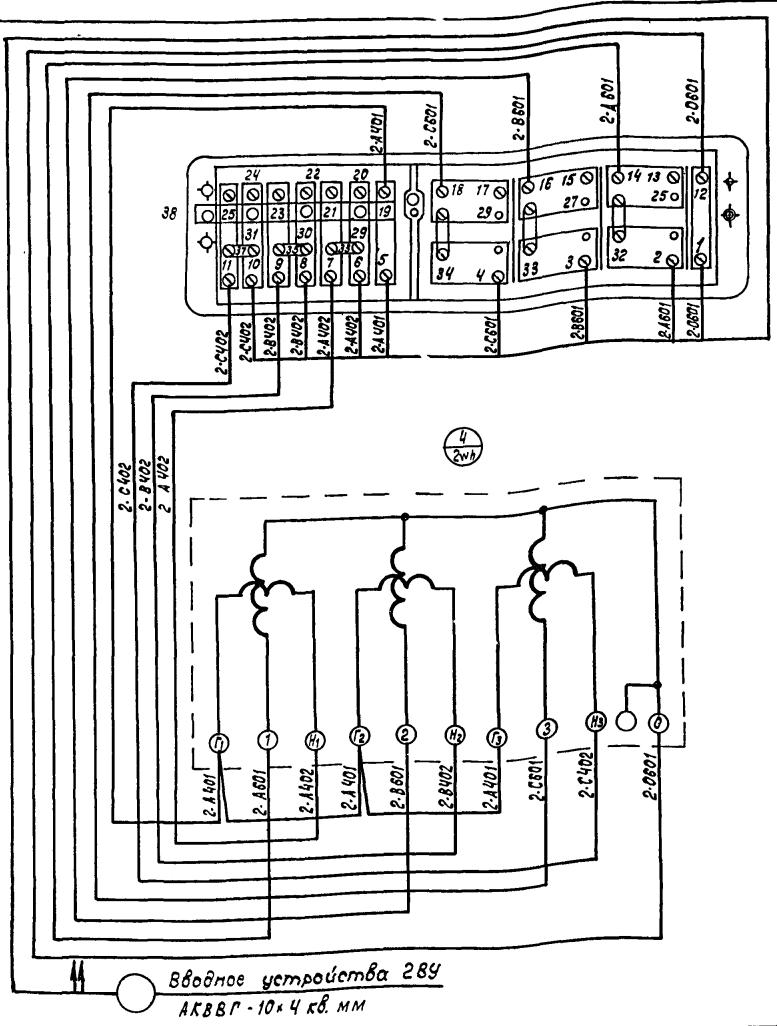 2-A401
2-C601
2-B601
2-A601
2-0601
38
24
22
20
18
17
16
15
14
13
12
25
23
21
19
29
27
25
31
30
29
37
35
33
11
10
9
8
7
6
5
34
4
33
3
32
2
1
2-C402
2-C402
2-B402
2-B402
2-A402
2-A402
2-A401
2-C601
2-B601
2-A601
2-0601
2-C402
2-B402
2 A402
4
2wh
Г1
1
Н1
Г2
2
Н2
Г3
3
Н3
0
2-A401
2-A601
2-A402
2-A401
2-B601
2-B402
2-A401
2-C601
2-C402
2-0601
Вводное устройства 2ВУ
АКВВГ-10×4 кв. мм